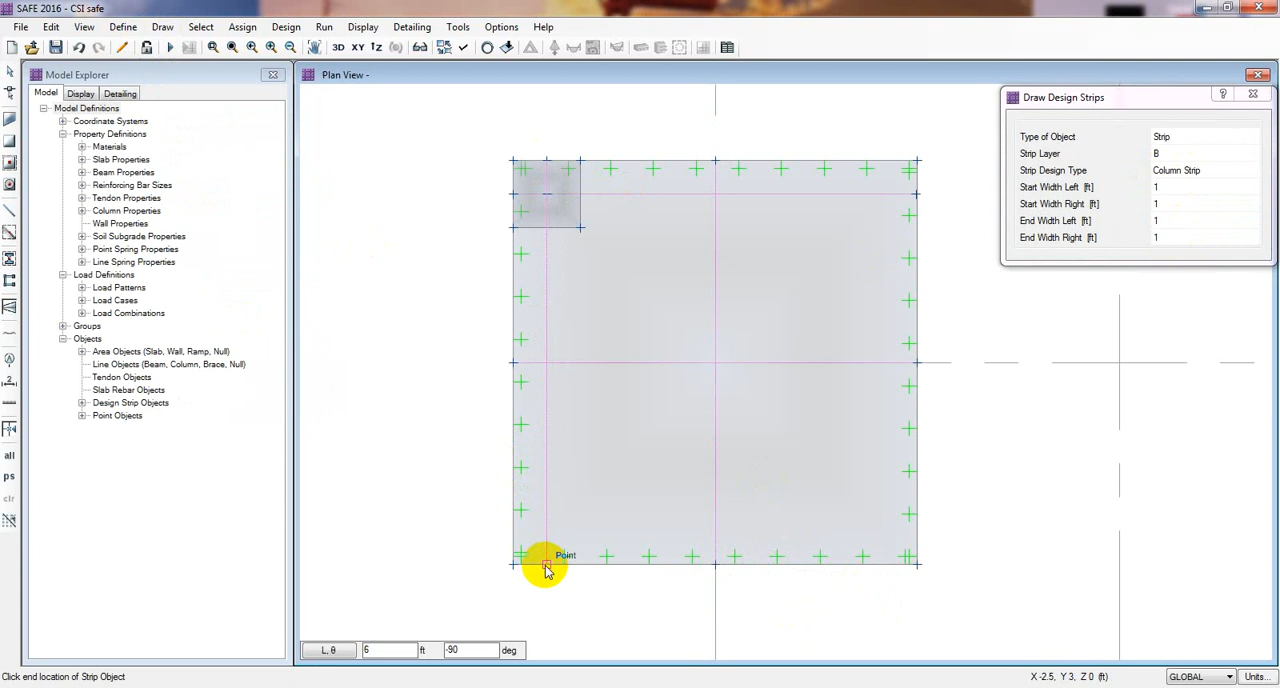 SAFE 2016 - CSI safe
File Edit View Define Draw Select Assign Design Run Display Detailing Tools Options Help
3D XY
Model Explorer
Model Display Detailing
Model Definitions
Coordinate Systems
Property Definitions
Materials
Slab Properties
Beam Properties
Reinforcing Bar Sizes
Tendon Properties
Column Properties
Wall Properties
Soil Subgrade Properties
Point Spring Properties
Line Spring Properties
Load Definitions
Load Patterns
Load Cases
Load Combinations
Groups
Objects
Area Objects (Slab, Wall, Ramp, Null)
Line Objects (Beam, Column, Brace, Null)
Tendon Objects
Slab Rebar Objects
Design Strip Objects
Point Objects
all
ps
clr
Plan View -
Point
L, θ 6 ft -90 deg
Draw Design Strips
Type of Object Strip
Strip Layer B
Strip Design Type Column Strip
Start Width Left [ft] 1
Start Width Right [ft] 1
End Width Left [ft] 1
End Width Right [ft] 1
Click end location of Strip Object
X -2.5, Y 3, Z 0 (ft)
GLOBAL
Units...